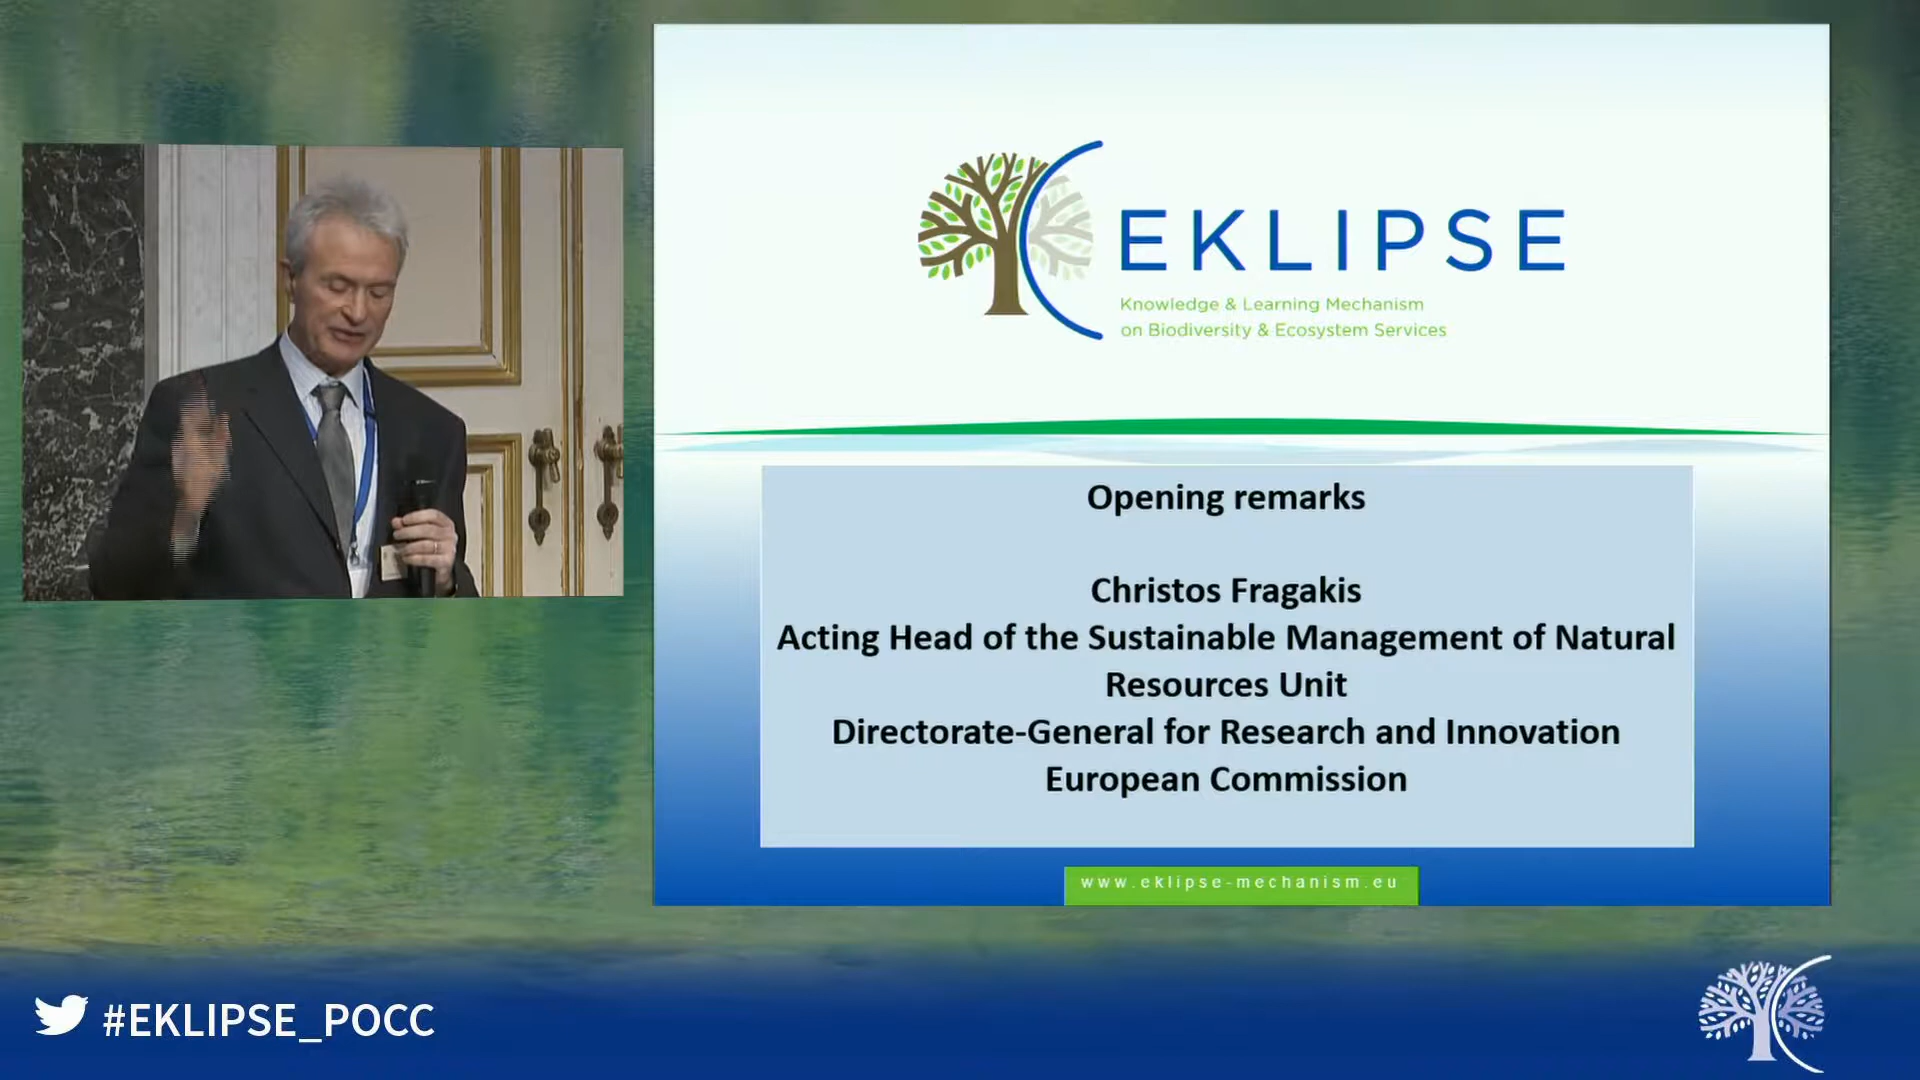 EKLIPSE
Knowledge & Learning Mechanism
on Biodiversity & Ecosystem Services
Opening remarks
Christos Fragakis
Acting Head of the Sustainable Management of Natural
Resources Unit
Directorate-General for Research and Innovation
European Commission
www.eklipse-mechanism.eu
#EKLIPSE_POCC